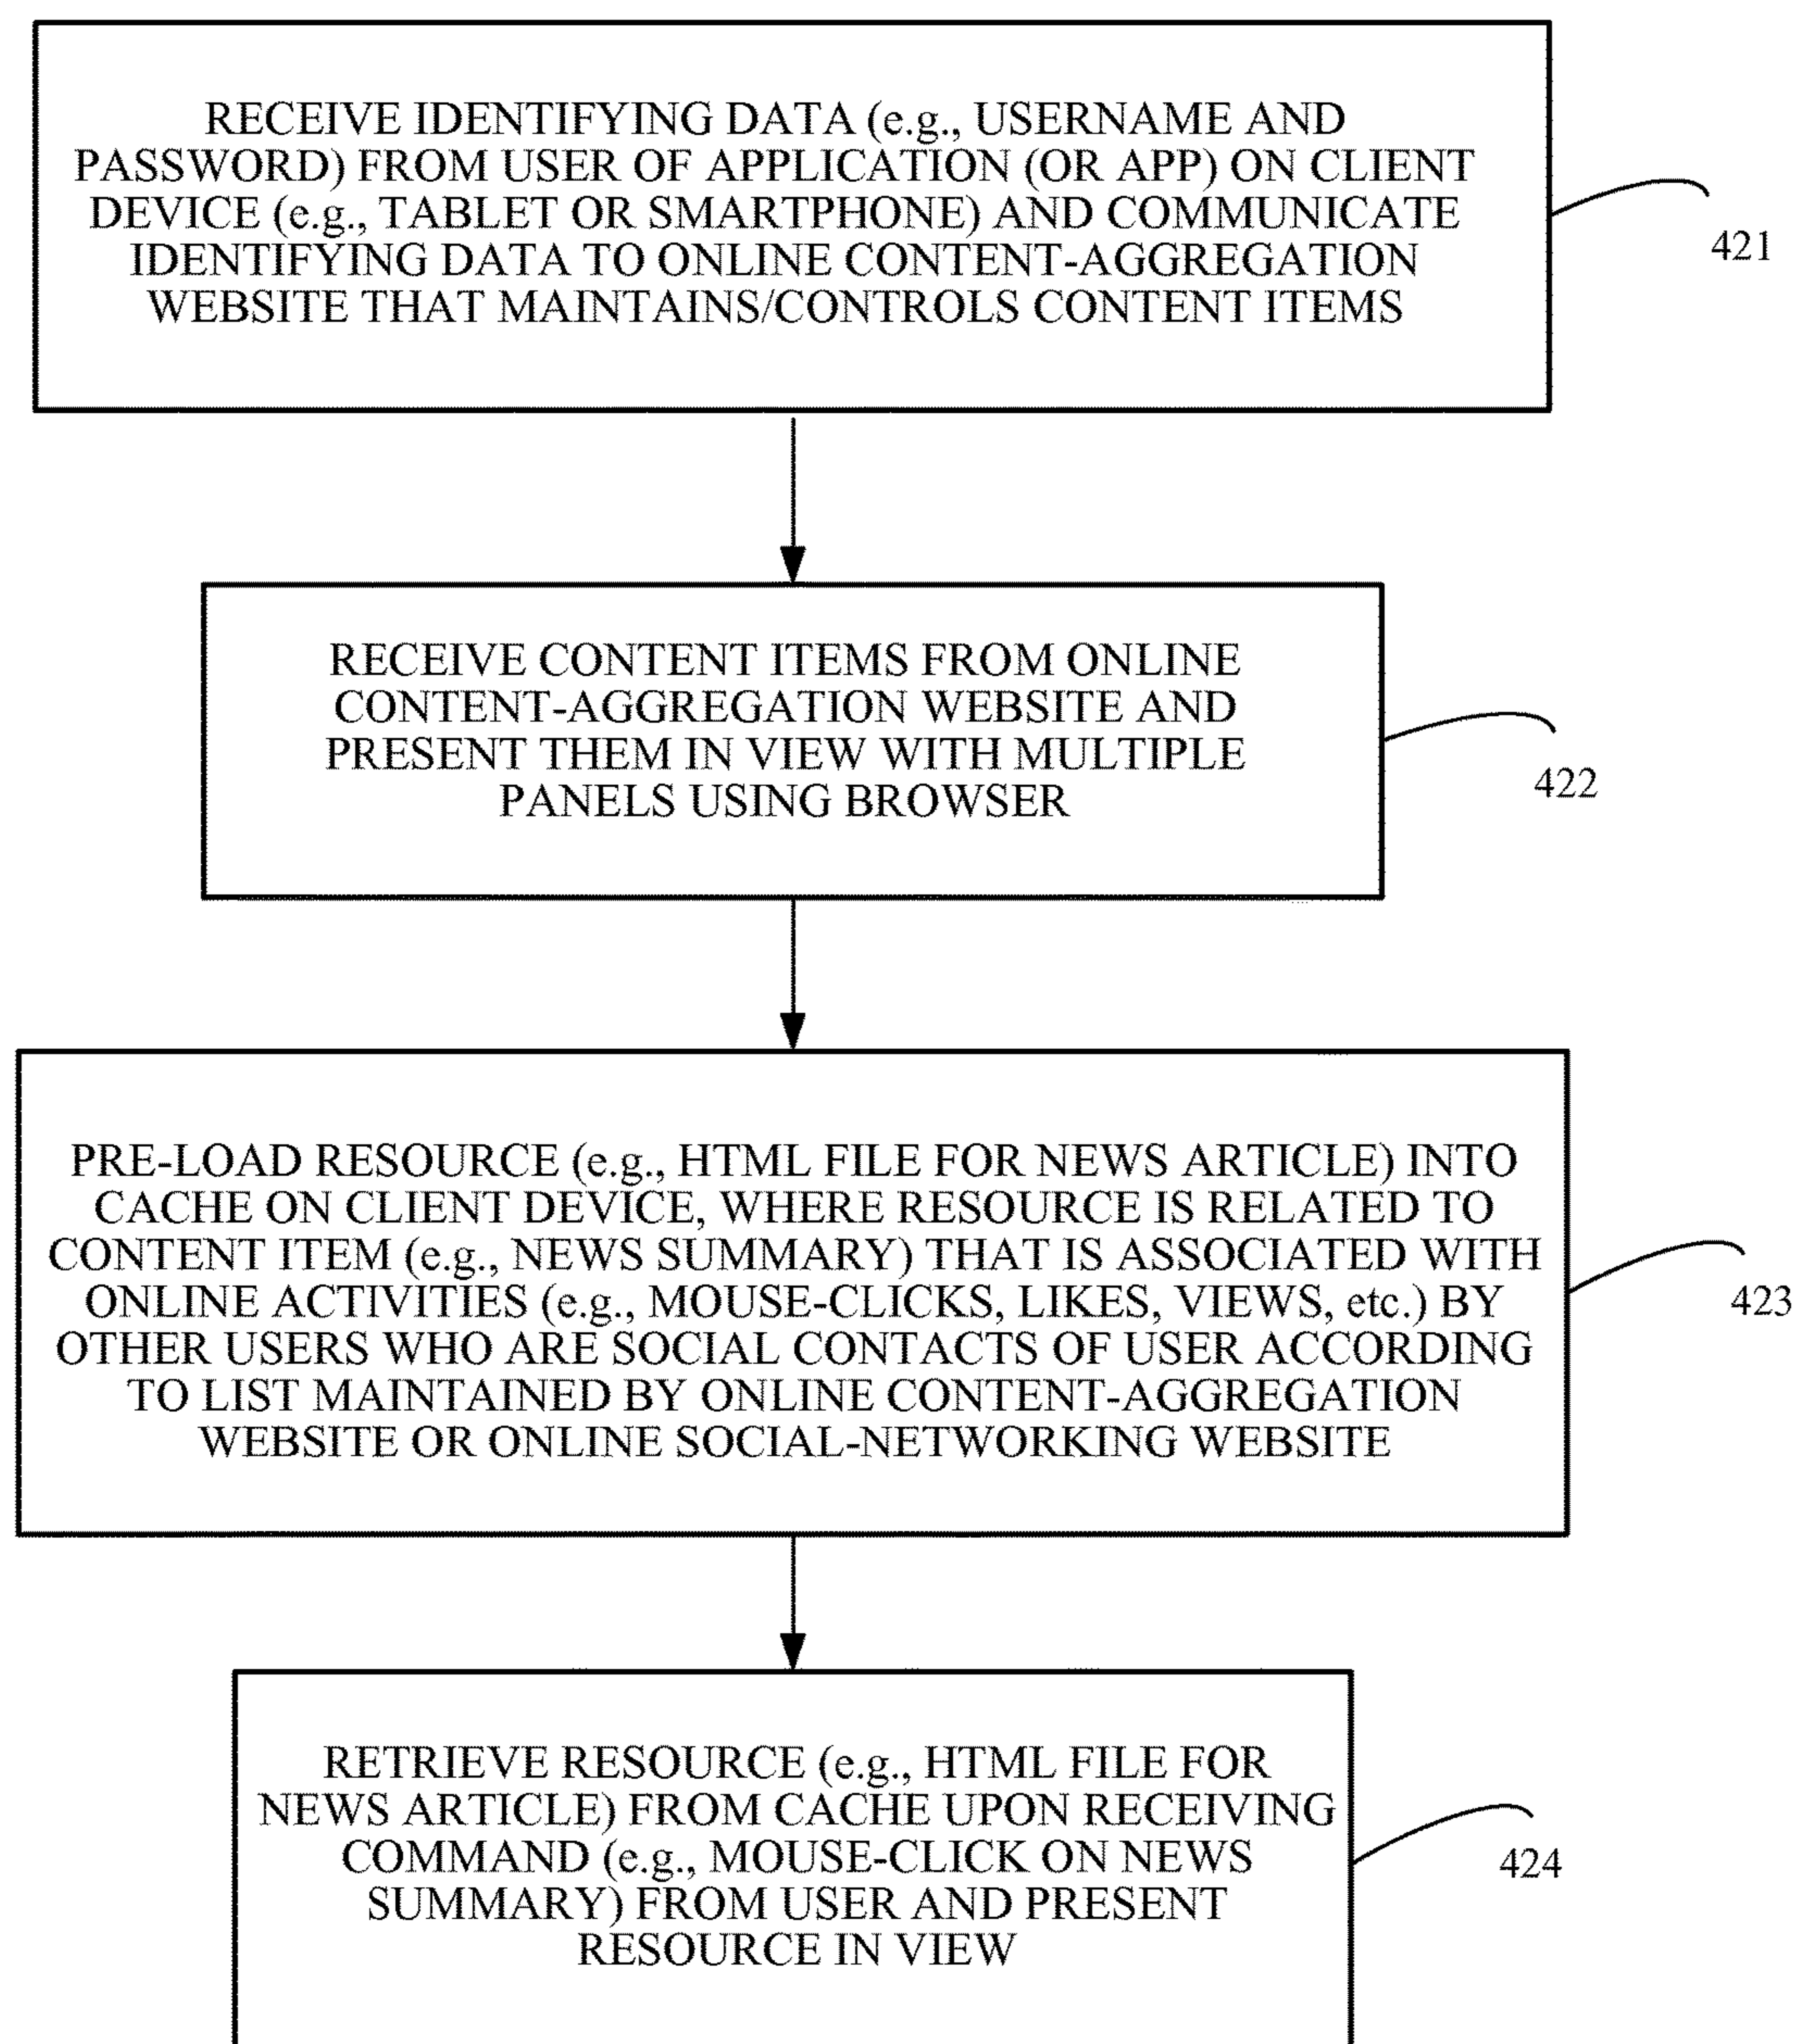 RECEIVE IDENTIFYING DATA (e.g., USERNAME AND
PASSWORD) FROM USER OF APPLICATION (OR APP) ON CLIENT
DEVICE (e.g., TABLET OR SMARTPHONE) AND COMMUNICATE
IDENTIFYING DATA TO ONLINE CONTENT-AGGREGATION
WEBSITE THAT MAINTAINS/CONTROLS CONTENT ITEMS
421
RECEIVE CONTENT ITEMS FROM ONLINE
CONTENT-AGGREGATION WEBSITE AND
PRESENT THEM IN VIEW WITH MULTIPLE
PANELS USING BROWSER
422
PRE-LOAD RESOURCE (e.g., HTML FILE FOR NEWS ARTICLE) INTO
CACHE ON CLIENT DEVICE, WHERE RESOURCE IS RELATED TO
CONTENT ITEM (e.g., NEWS SUMMARY) THAT IS ASSOCIATED WITH
ONLINE ACTIVITIES (e.g., MOUSE-CLICKS, LIKES, VIEWS, etc.) BY
OTHER USERS WHO ARE SOCIAL CONTACTS OF USER ACCORDING
TO LIST MAINTAINED BY ONLINE CONTENT-AGGREGATION
WEBSITE OR ONLINE SOCIAL-NETWORKING WEBSITE
423
RETRIEVE RESOURCE (e.g., HTML FILE FOR
NEWS ARTICLE) FROM CACHE UPON RECEIVING
COMMAND (e.g., MOUSE-CLICK ON NEWS
SUMMARY) FROM USER AND PRESENT
RESOURCE IN VIEW
424